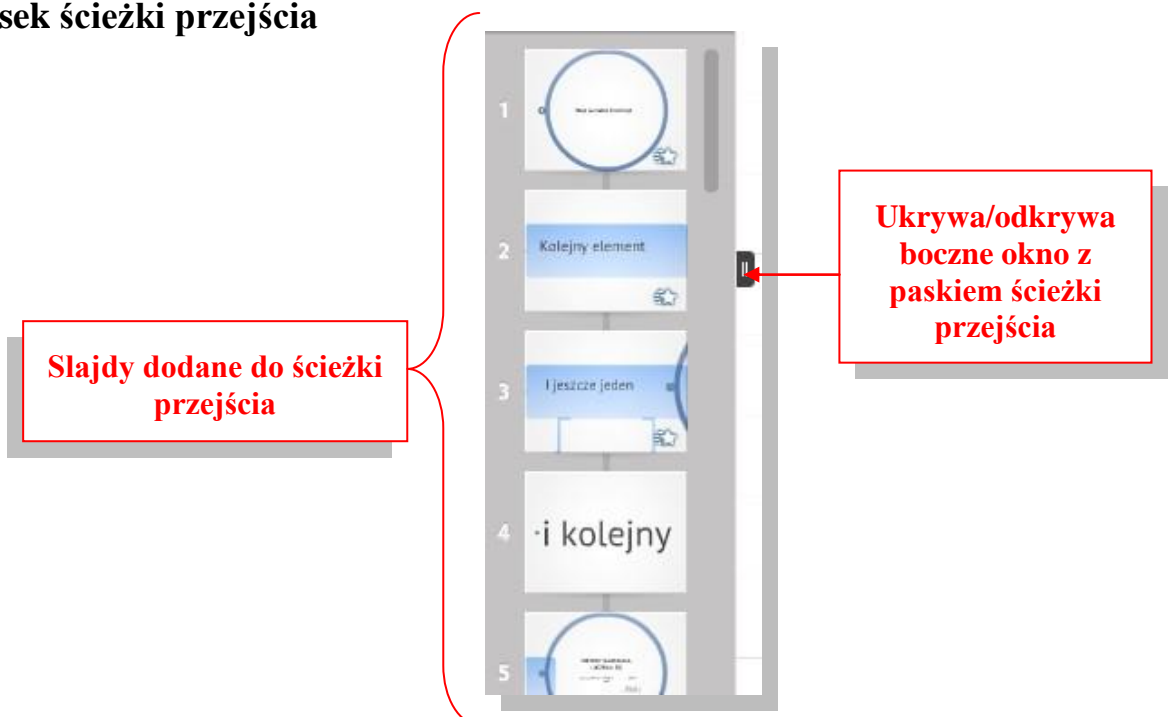 sek ścieżki przejścia
1
2
Kolejny element
3
I jeszcze jeden
4
·i kolejny
5
Slajdy dodane do ścieżki
przejścia
Ukrywa/odkrywa
boczne okno z
paskiem ścieżki
przejścia